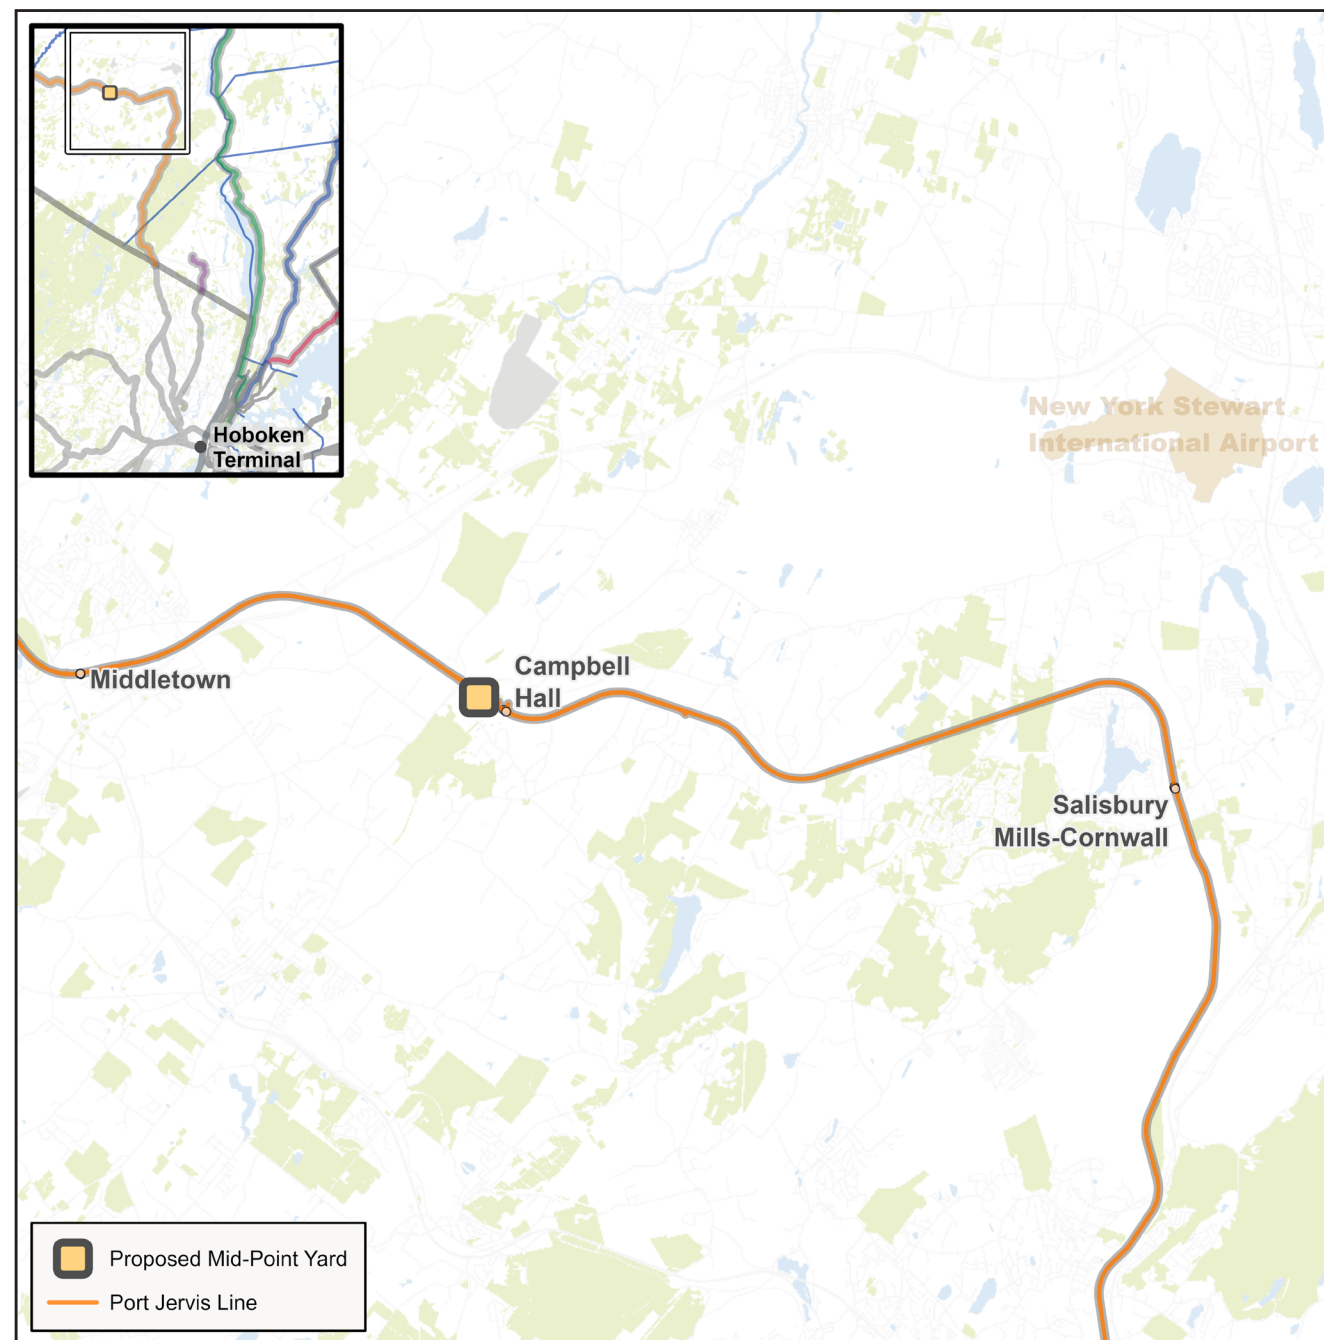 Hoboken
Terminal
New York Stewart
International Airport
Middletown
Campbell
Hall
Salisbury
Mills-Cornwall
Proposed Mid-Point Yard
Port Jervis Line